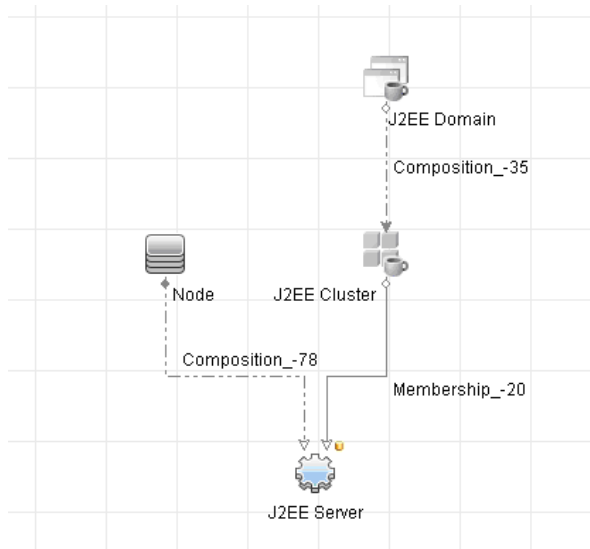 J2EE Domain
Composition_-35
Node
J2EE Cluster
Composition_-78
Membership_-20
J2EE Server